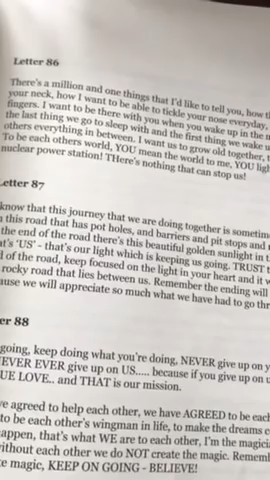 Letter 86
There's a million and one things that I'd like to tell you, how
your neck, how I want to be able to tickle your nose everyday,
fingers. I want to be there with you when you wake up in the
the last thing we go to sleep with and the first thing we wake
others everything in between. I want us to grow old together,
To be each others world, YOU mean the world to me, YOU
nuclear power station! THere's nothing that can stop us!
etter 87
know that this journey that we are doing together is
this road that has pot holes, and barriers and pit stops and
the end of the road there's this beautiful golden sunlight in
at's 'US' - that's our light which is keeping us going. TRUST
of the road, keep focused on the light in your heart and it
rocky road that lies between us. Remember the ending will
ause we will appreciate so much what we have had to go
er 88
going, keep doing what you're doing, NEVER give up on
EVER EVER give up on US..... because if you give up on
UE LOVE.. and THAT is our mission.
e agreed to help each other, we have AGREED to be
to be each other's wingman in life, to make the dreams
appen, that's what WE are to each other, I'm the
ithout each other we do NOT create the magic.
e magic, KEEP ON GOING - BELIEVE!